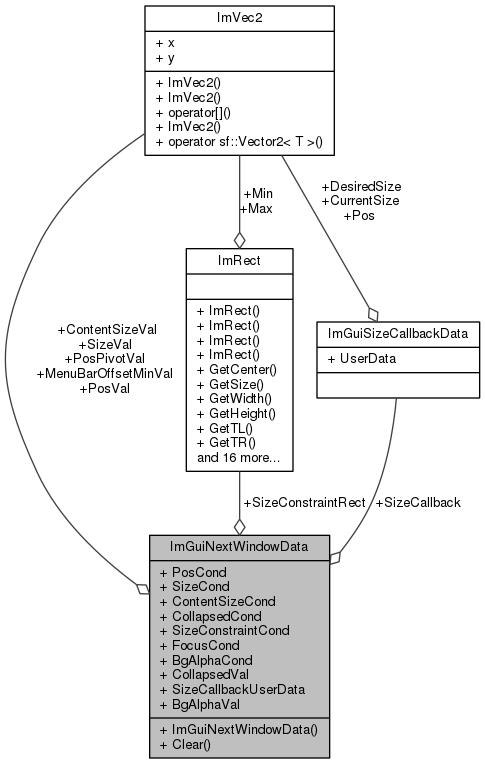 ImVec2
+ x
+ y
+ ImVec2()
+ ImVec2()
+ operator[]()
+ ImVec2()
+ operator sf::Vector2< T >()
+DesiredSize
+CurrentSize
+Pos
+Min
+Max
ImRect
+ ImRect()
+ ImRect()
+ ImRect()
+ ImRect()
+ GetCenter()
+ GetSize()
+ GetWidth()
+ GetHeight()
+ GetTL()
+ GetTR()
and 16 more...
ImGuiSizeCallbackData
+ UserData
+ContentSizeVal
+SizeVal
+PosPivotVal
+MenuBarOffsetMinVal
+PosVal
+SizeConstraintRect
+SizeCallback
ImGuiNextWindowData
+ PosCond
+ SizeCond
+ ContentSizeCond
+ CollapsedCond
+ SizeConstraintCond
+ FocusCond
+ BgAlphaCond
+ CollapsedVal
+ SizeCallbackUserData
+ BgAlphaVal
+ ImGuiNextWindowData()
+ Clear()